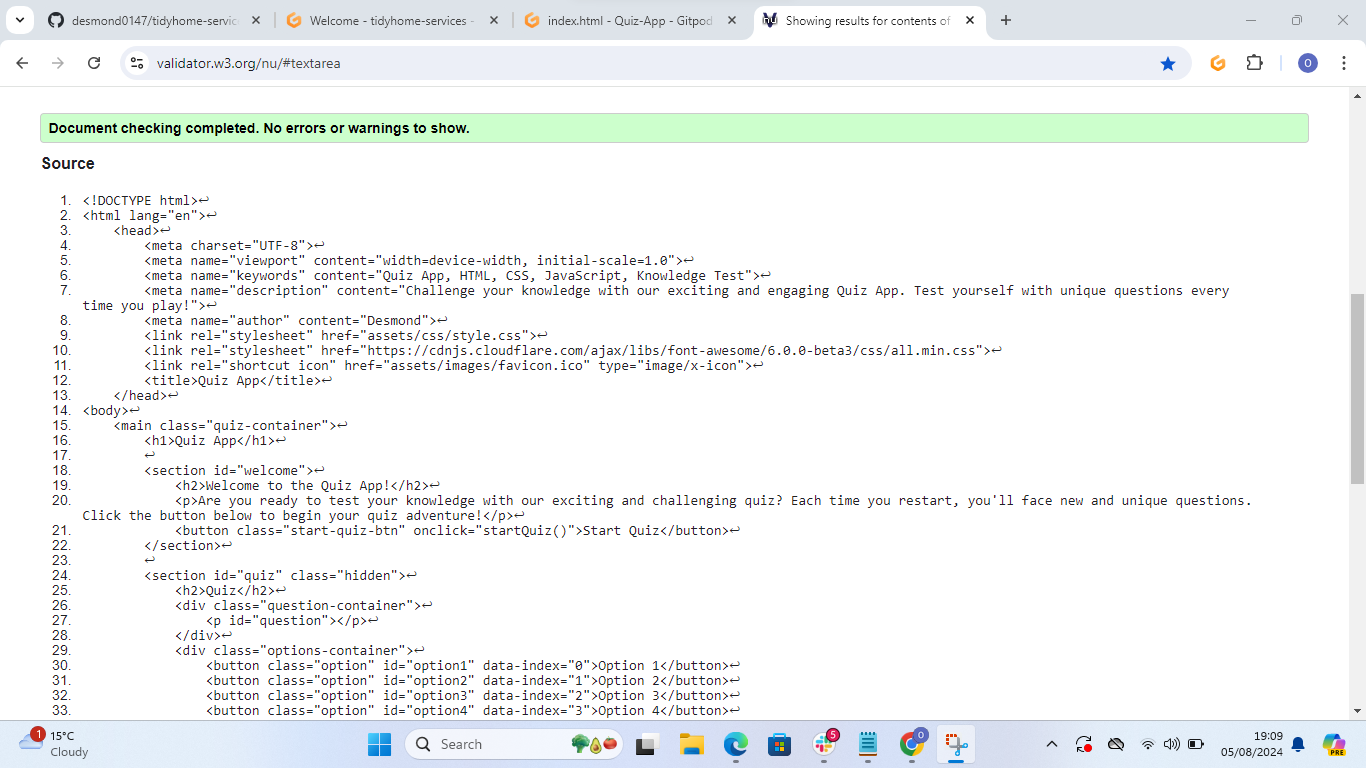 desmond0147/tidyhome-servic
Welcome - tidyhome-services -
index.html - Quiz-App - Gitpod
Showing results for contents of
validator.w3.org/nu/#textarea
O
Document checking completed. No errors or warnings to show.
Source
1. <!DOCTYPE html>↩
2. <html lang="en">↩
3. <head>↩
4. <meta charset="UTF-8">↩
5. <meta name="viewport" content="width=device-width, initial-scale=1.0">↩
6. <meta name="keywords" content="Quiz App, HTML, CSS, JavaScript, Knowledge Test">↩
7. <meta name="description" content="Challenge your knowledge with our exciting and engaging Quiz App. Test yourself with unique questions every
time you play!">↩
8. <meta name="author" content="Desmond">↩
9. <link rel="stylesheet" href="assets/css/style.css">↩
10. <link rel="stylesheet" href="https://cdnjs.cloudflare.com/ajax/libs/font-awesome/6.0.0-beta3/css/all.min.css">↩
11. <link rel="shortcut icon" href="assets/images/favicon.ico" type="image/x-icon">↩
12. <title>Quiz App</title>↩
13. </head>↩
14. <body>↩
15. <main class="quiz-container">↩
16. <h1>Quiz App</h1>↩
17. ↩
18. <section id="welcome">↩
19. <h2>Welcome to the Quiz App!</h2>↩
20. <p>Are you ready to test your knowledge with our exciting and challenging quiz? Each time you restart, you'll face new and unique questions.
Click the button below to begin your quiz adventure!</p>↩
21. <button class="start-quiz-btn" onclick="startQuiz()">Start Quiz</button>↩
22. </section>↩
23. ↩
24. <section id="quiz" class="hidden">↩
25. <h2>Quiz</h2>↩
26. <div class="question-container">↩
27. <p id="question"></p>↩
28. </div>↩
29. <div class="options-container">↩
30. <button class="option" id="option1" data-index="0">Option 1</button>↩
31. <button class="option" id="option2" data-index="1">Option 2</button>↩
32. <button class="option" id="option3" data-index="2">Option 3</button>↩
33. <button class="option" id="option4" data-index="3">Option 4</button>↩
1
15°C
Cloudy
Search
5
0
19:09
05/08/2024
PRE